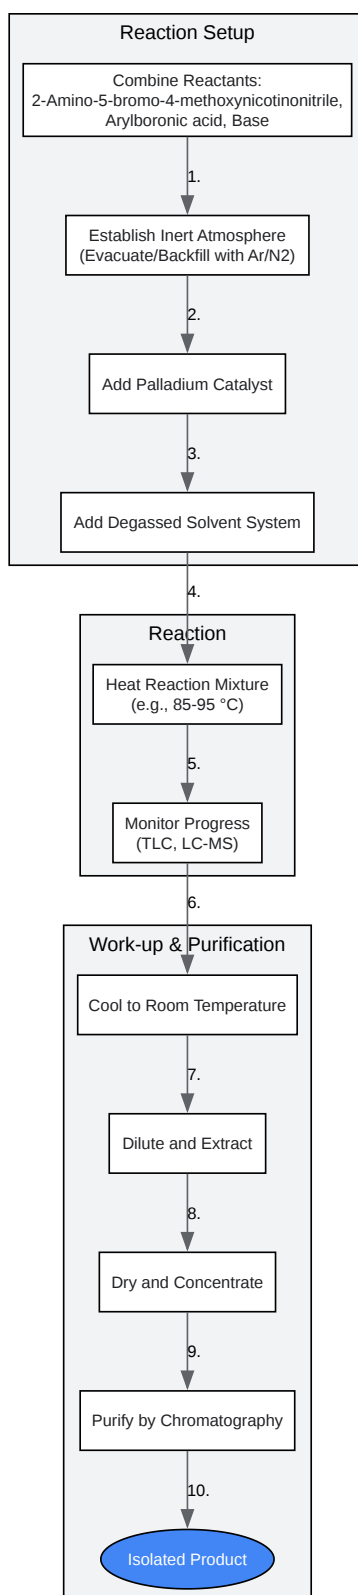 Reaction Setup
Combine Reactants:
2-Amino-5-bromo-4-methoxynicotinonitrile,
Arylboronic acid, Base
1.
Establish Inert Atmosphere
(Evacuate/Backfill with Ar/N2)
2.
Add Palladium Catalyst
3.
Add Degassed Solvent System
4.
Reaction
Heat Reaction Mixture
(e.g., 85-95 °C)
5.
Monitor Progress
(TLC, LC-MS)
6.
Work-up & Purification
Cool to Room Temperature
7.
Dilute and Extract
8.
Dry and Concentrate
9.
Purify by Chromatography
10.
Isolated Product